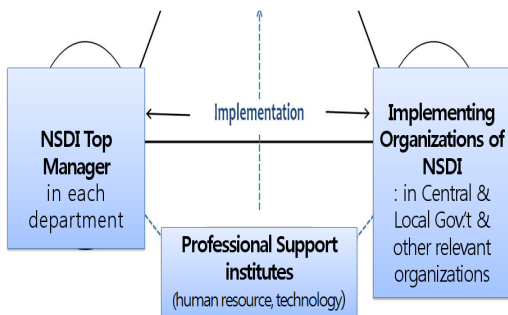 Implementation
NSDI Top
Manager
in each
department
Implementing
Organizations of
NSDI
: in Central &
Local Gov.'t &
other relevant
organizations
Professional Support
institutes
(human resource, technology)